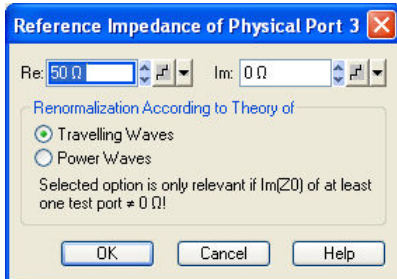 Reference Impedance of Physical Port 3
Re: 50 Ω Im: 0 Ω
Renormalization According to Theory of
Travelling Waves
Power Waves
Selected option is only relevant if Im(Z0) of at least
one test port ≠ 0 Ω!
OK Cancel Help